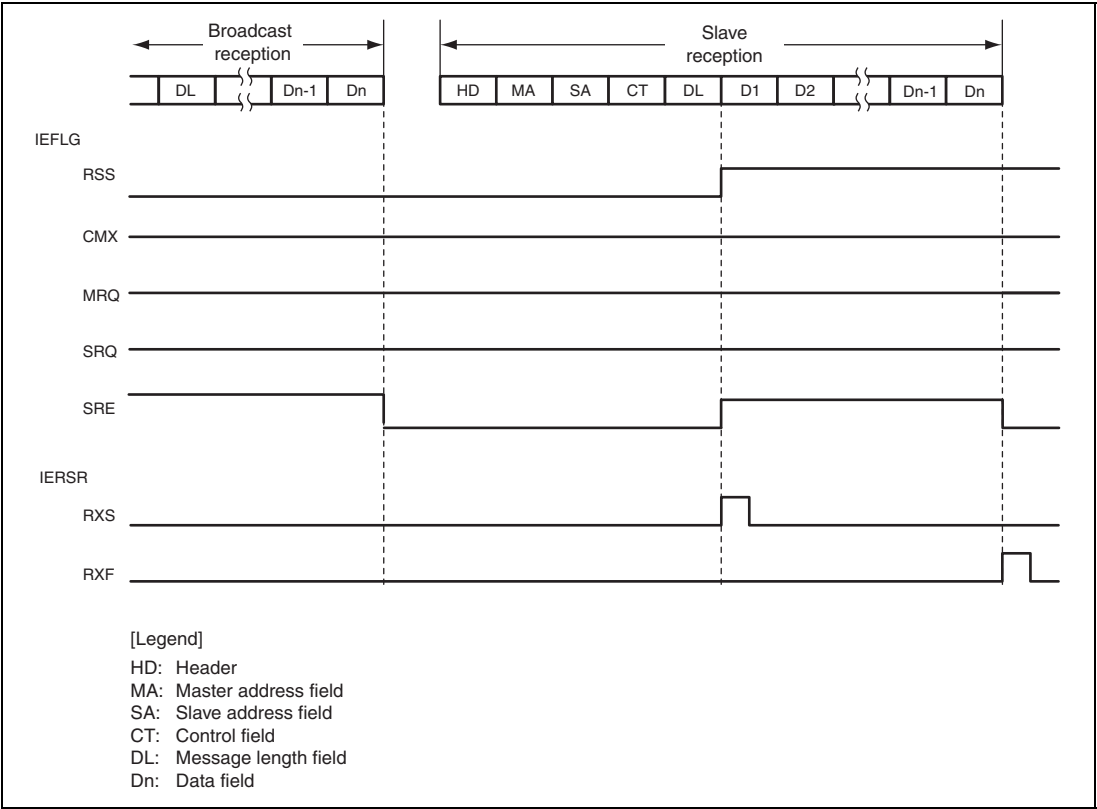 Broadcast
reception
Slave
reception
DL Dn-1 Dn HD MA SA CT DL D1 D2 Dn-1 Dn
IEFLG
RSS
CMX
MRQ
SRQ
SRE
IERSR
RXS
RXF
[Legend]
HD: Header
MA: Master address field
SA: Slave address field
CT: Control field
DL: Message length field
Dn: Data field